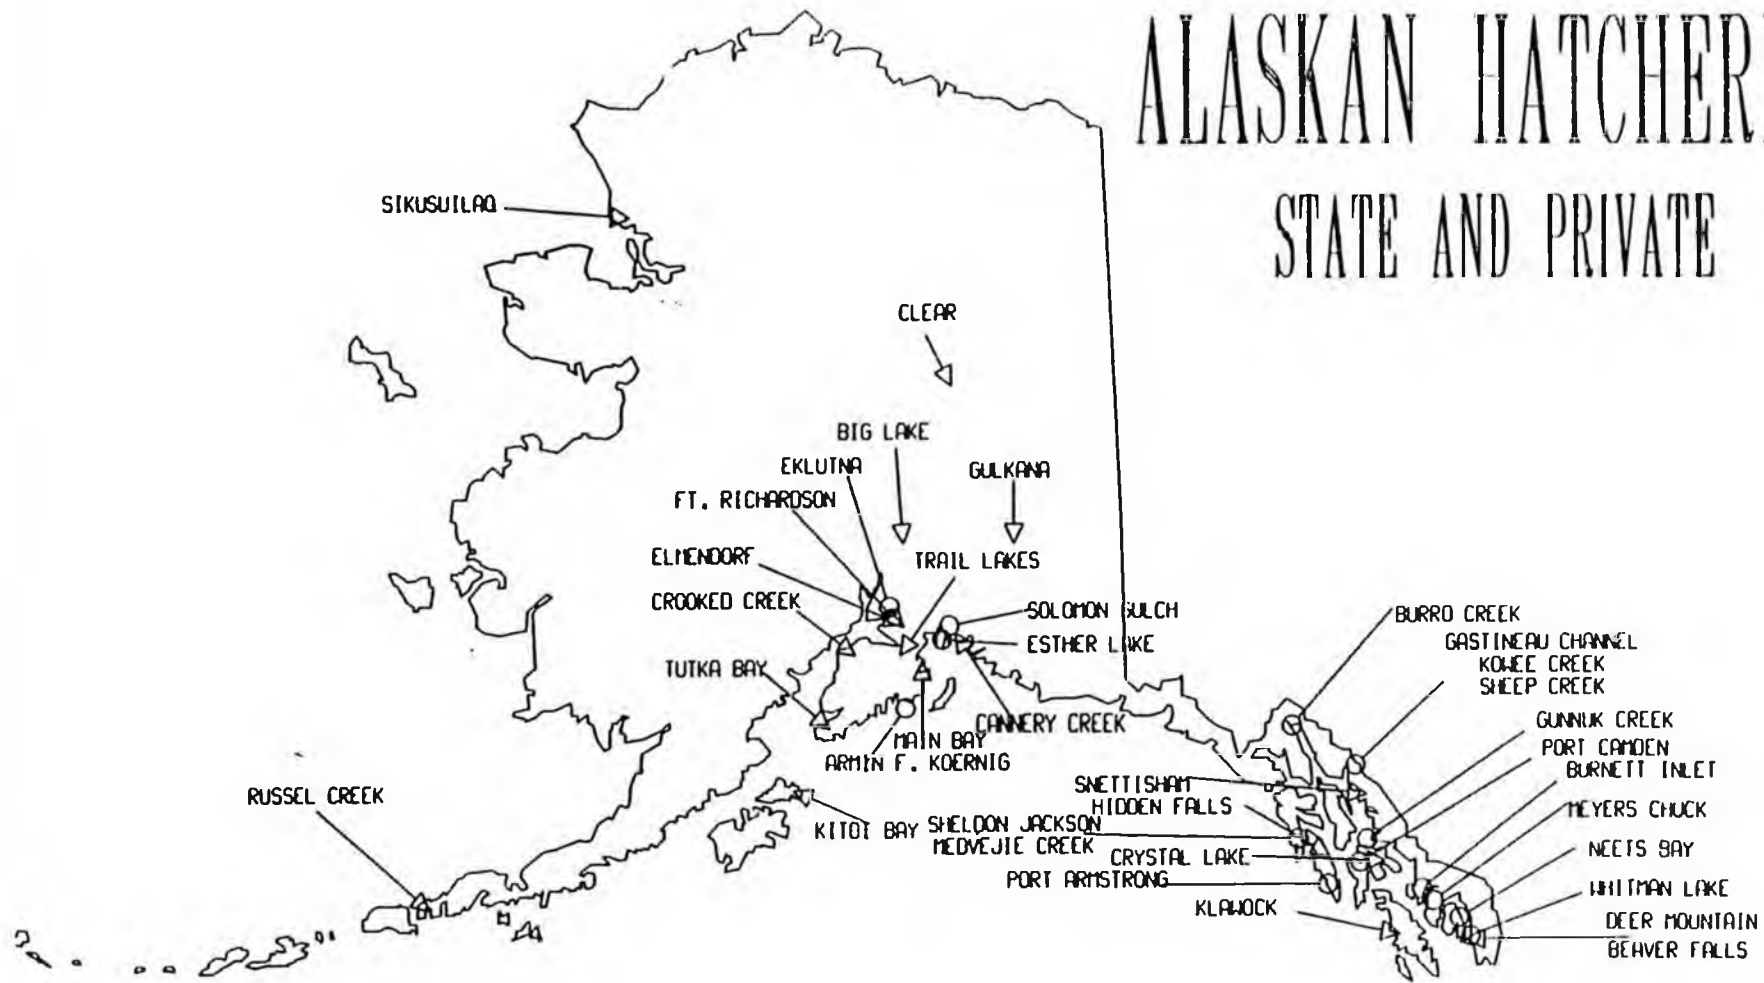 ALASKAN HATCHER
STATE AND PRIVATE
SIKUSUILAQ
CLEAR
BIG LAKE
EKLUTNA
GULKANA
FT. RICHARDSON
ELMENDORF
TRAIL LAKES
CROOKED CREEK
SOLOMON GULCH
ESTHER LAKE
TUTKA BAY
CANNERY CREEK
MAIN BAY
ARMIN F. KOERNIG
BURRO CREEK
GASTINEAU CHANNEL
KOWEE CREEK
SHEEP CREEK
GUNNUK CREEK
PORT CAMDEN
BURNETT INLET
SNETTISHAM
HIDDEN FALLS
MEYERS CHUCK
RUSSEL CREEK
KITOI BAY
SHELDON JACKSON
MEDVEJIE CREEK
NEETS BAY
CRYSTAL LAKE
PORT ARMSTRONG
WHITMAN LAKE
KLAWOCK
DEER MOUNTAIN
BEAVER FALLS